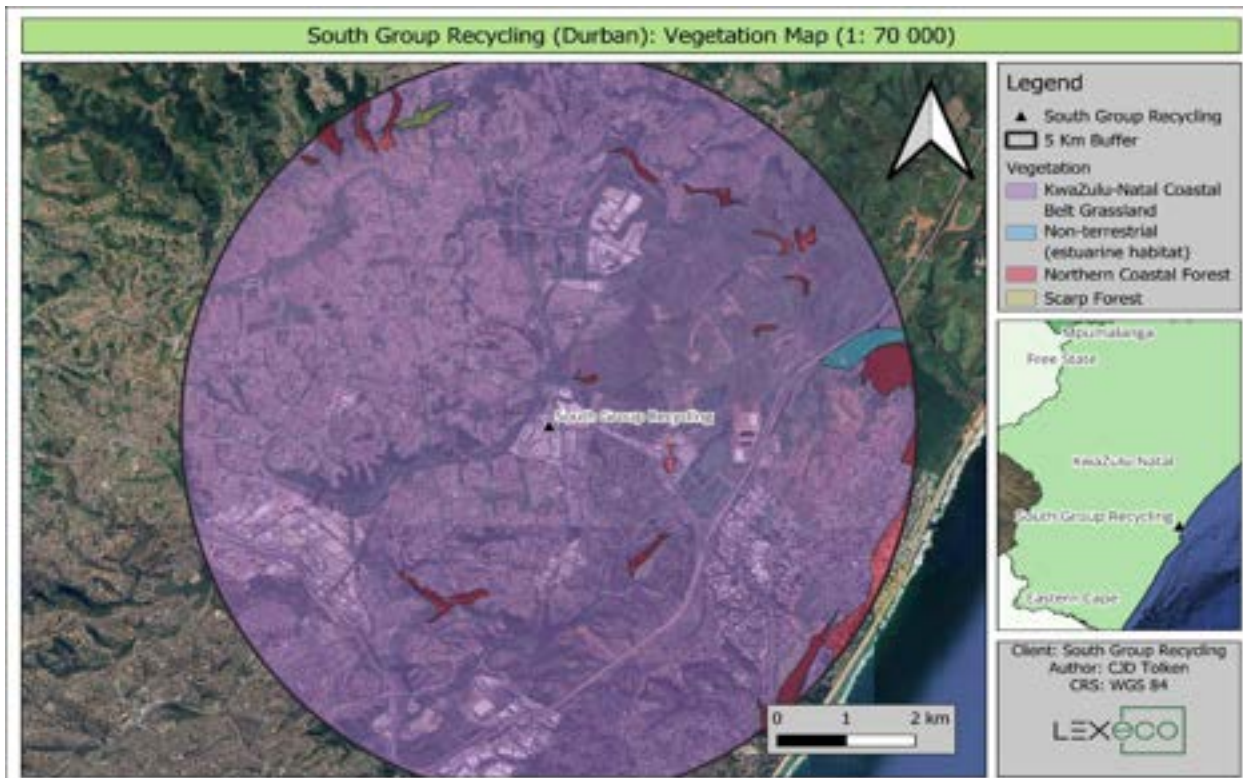 South Group Recycling (Durban): Vegetation Map (1: 70 000)
South Group Recycling
0 1 2 km
Legend
South Group Recycling
5 Km Buffer
Vegetation
KwaZulu-Natal Coastal
Belt Grassland
Non-terrestrial
(estuarine habitat)
Northern Coastal Forest
Scarp Forest
Mpumalanga
Free State
KwaZulu-Natal
South Group Recycling
Eastern Cape
Client: South Group Recycling
Author: CJD Tolken
CRS: WGS 84
LEXeco